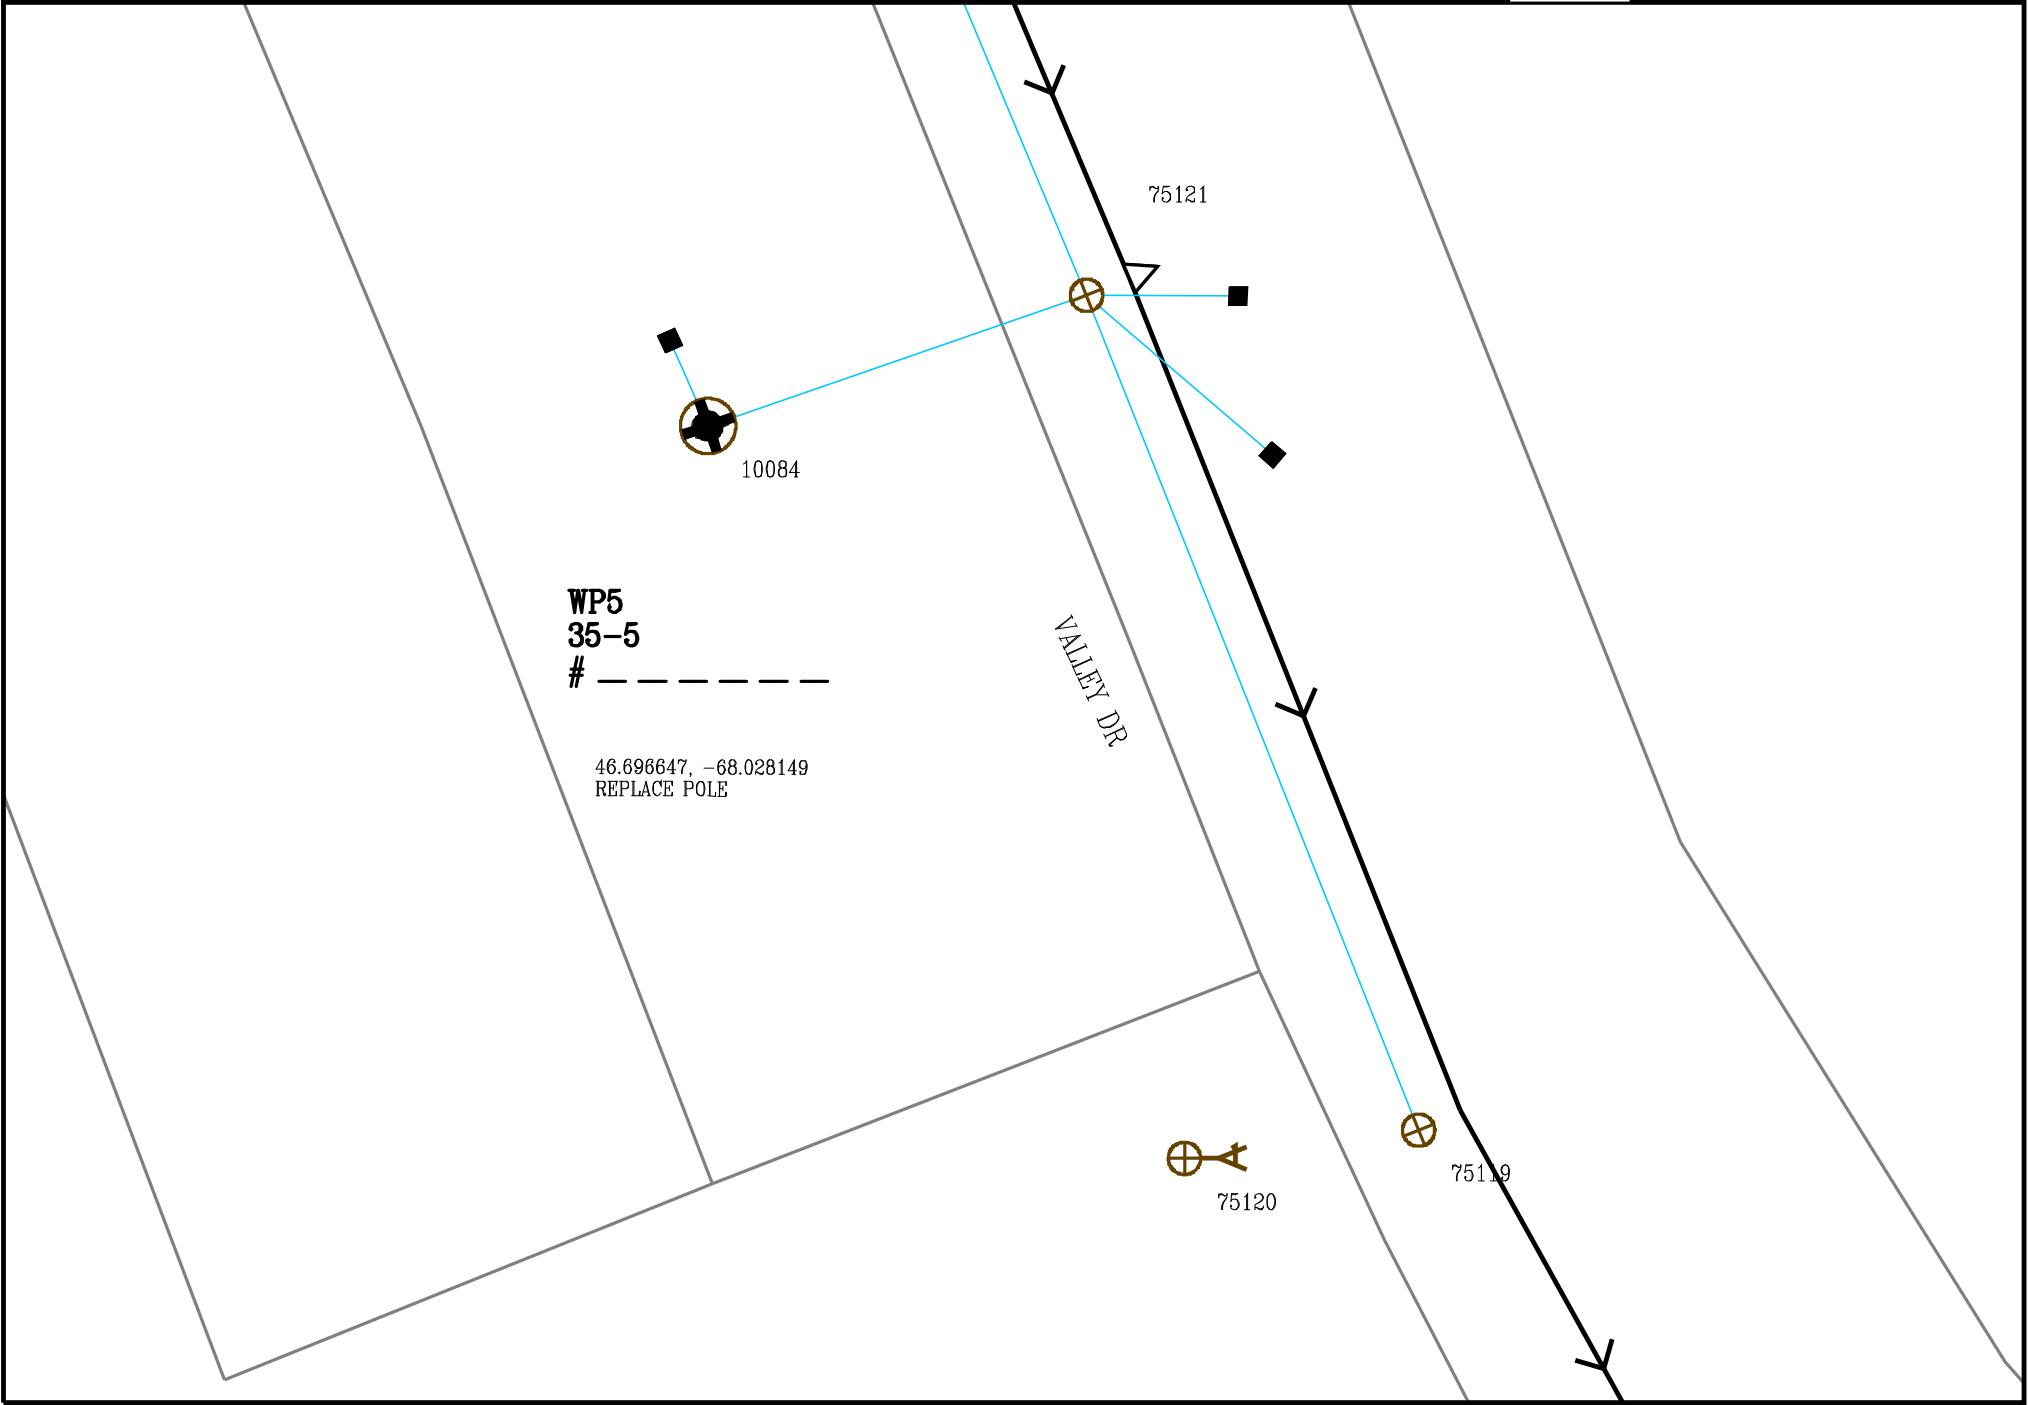 75121
10084
WP5
35-5
# _ _ _ _ _ _
VALLEY DR
46.696647, -68.028149
REPLACE POLE
75119
75120